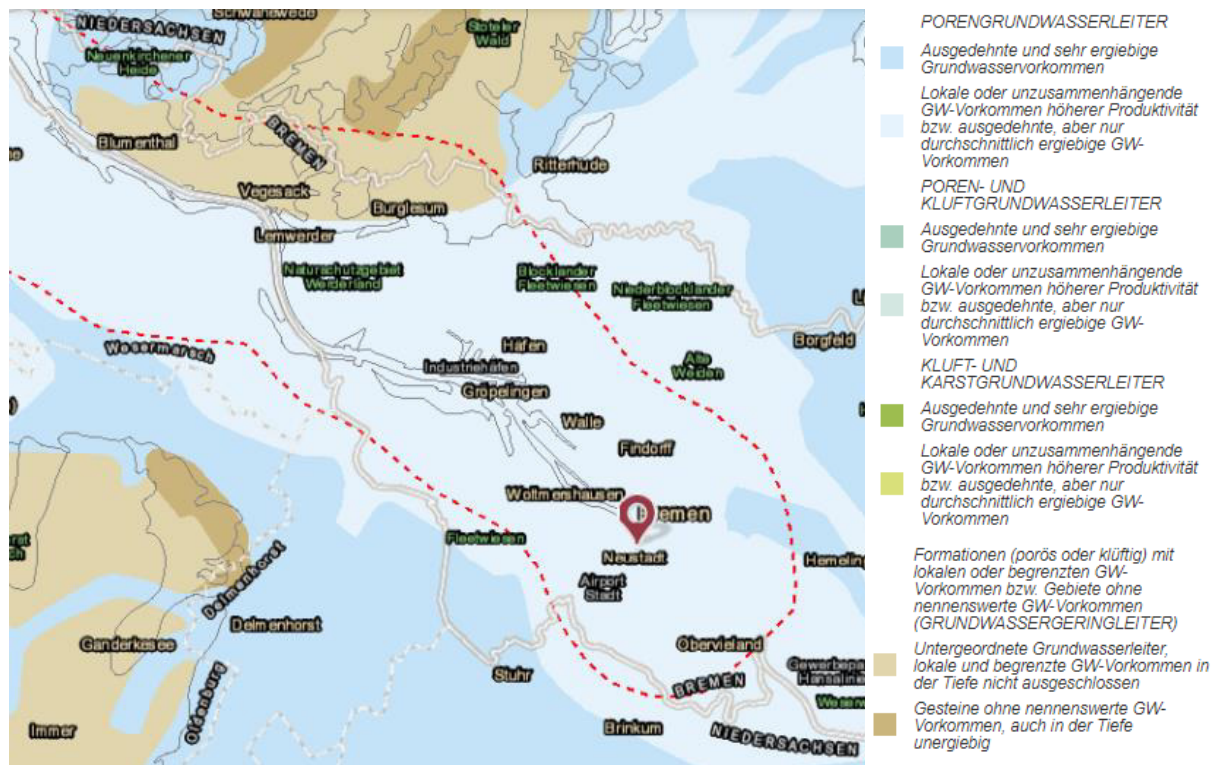 Schwanewede
NIEDERSACHSEN
Stoteler
Wald
Neuenkirchener
Heide
BREMEN
Blumenthal
Ritterhude
Vegesack
Burglesum
Lemwerder
Naturschutzgebiet
Werderland
Blocklander
Fleetwiesen
Niederblocklander
Fleetwiesen
Borgfeld
Wesermarsch
Häfen
Industriehäfen
Gröpelingen
Alte
Weiden
Walle
Findorff
Woltmershausen
emen
Fleetwiesen
Neustadt
Hemeling
Airport
Stadt
Delmenhorst
Delmenhorst
Ganderkesee
Obervieland
Gewerbepa
Hansalinie
Stuhr
BREMEN
Weserw
Oldenburg
Immer
Brinkum
NIEDERSACHSEN
PORENGRUNDWASSERLEITER
Ausgedehnte und sehr ergiebige
Grundwasservorkommen
Lokale oder unzusammenhängende
GW-Vorkommen höherer Produktivität
bzw. ausgedehnte, aber nur
durchschnittlich ergiebige GW-
Vorkommen
POREN- UND
KLUFTGRUNDWASSERLEITER
Ausgedehnte und sehr ergiebige
Grundwasservorkommen
Lokale oder unzusammenhängende
GW-Vorkommen höherer Produktivität
bzw. ausgedehnte, aber nur
durchschnittlich ergiebige GW-
Vorkommen
KLUFT- UND
KARSTGRUNDWASSERLEITER
Ausgedehnte und sehr ergiebige
Grundwasservorkommen
Lokale oder unzusammenhängende
GW-Vorkommen höherer Produktivität
bzw. ausgedehnte, aber nur
durchschnittlich ergiebige GW-
Vorkommen
Formationen (porös oder klüftig) mit
lokalen oder begrenzten GW-
Vorkommen bzw. Gebiete ohne
nennenswerte GW-Vorkommen
(GRUNDWASSERGERINGLEITER)
Untergeordnete Grundwasserleiter,
lokale und begrenzte GW-Vorkommen in
der Tiefe nicht ausgeschlossen
Gesteine ohne nennenswerte GW-
Vorkommen, auch in der Tiefe
unergiebig